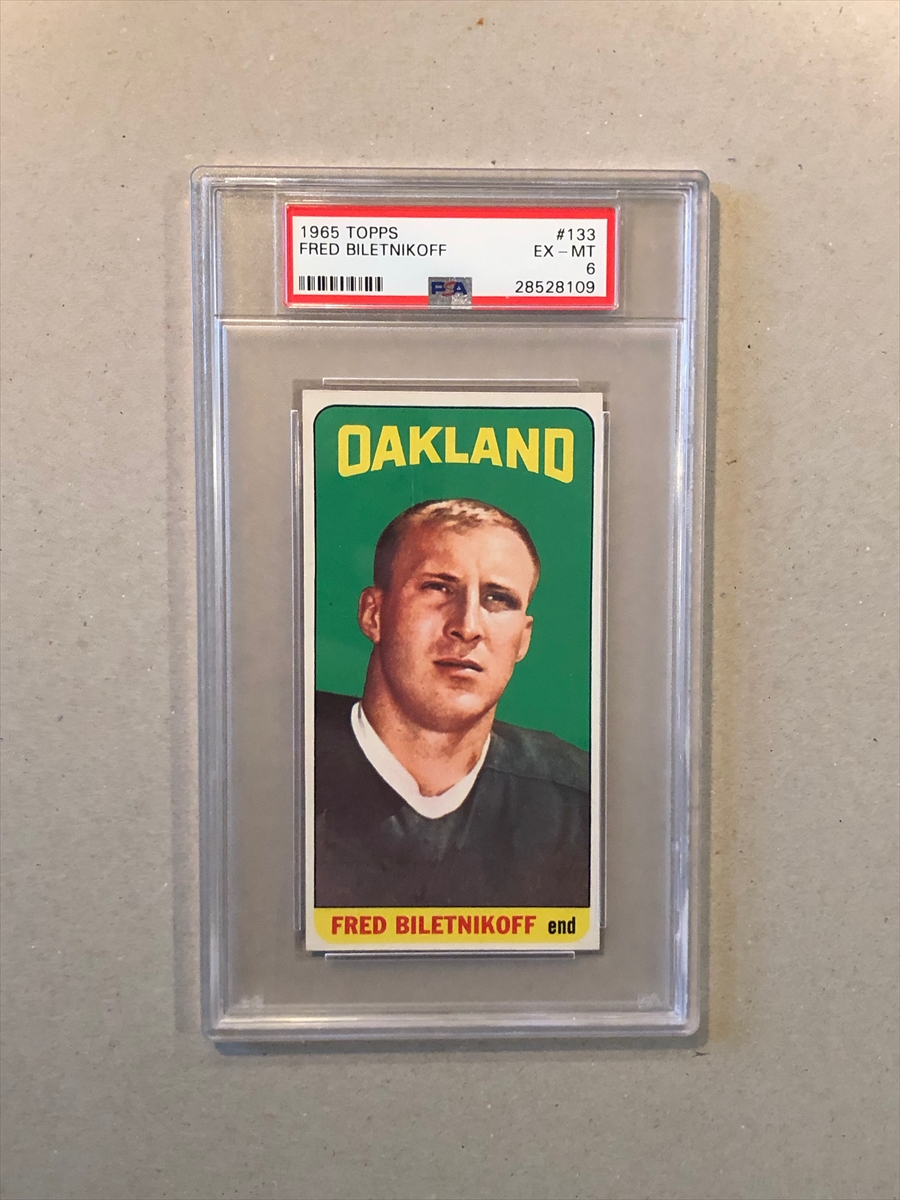 1965 TOPPS #133
FRED BILETNIKOFF EX-MT
6
PSA 28528109
OAKLAND
FRED BILETNIKOFF end